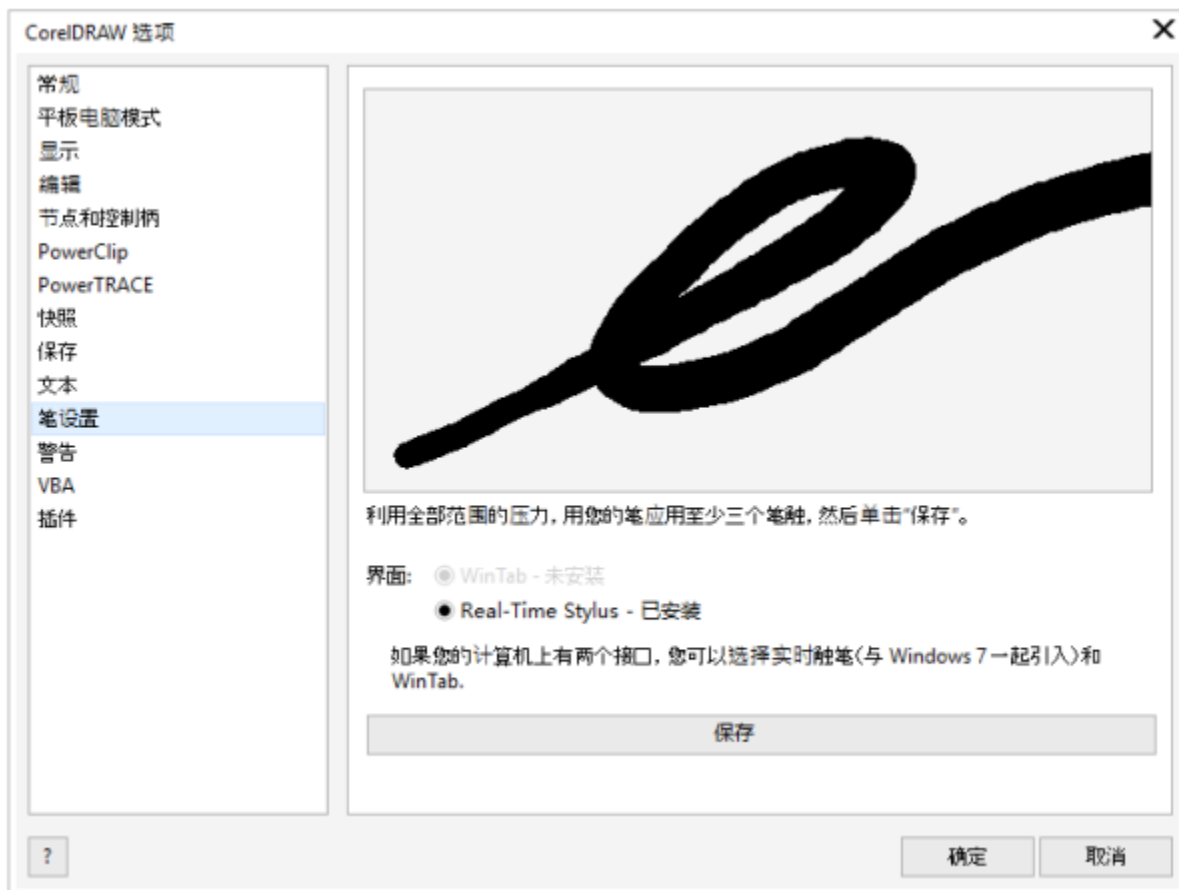 CorelDRAW 选项
常规
平板电脑模式
显示
编辑
节点和控制柄
PowerClip
PowerTRACE
快照
保存
文本
笔设置
警告
VBA
插件
利用全部范围的压力，用您的笔应用至少三个笔触，然后单击“保存”。
界面: WinTab - 未安装
Real-Time Stylus - 已安装
如果您的计算机上有两个接口，您可以选择实时触笔(与 Windows 7 一起引入)和
WinTab.
保存
?
确定 取消